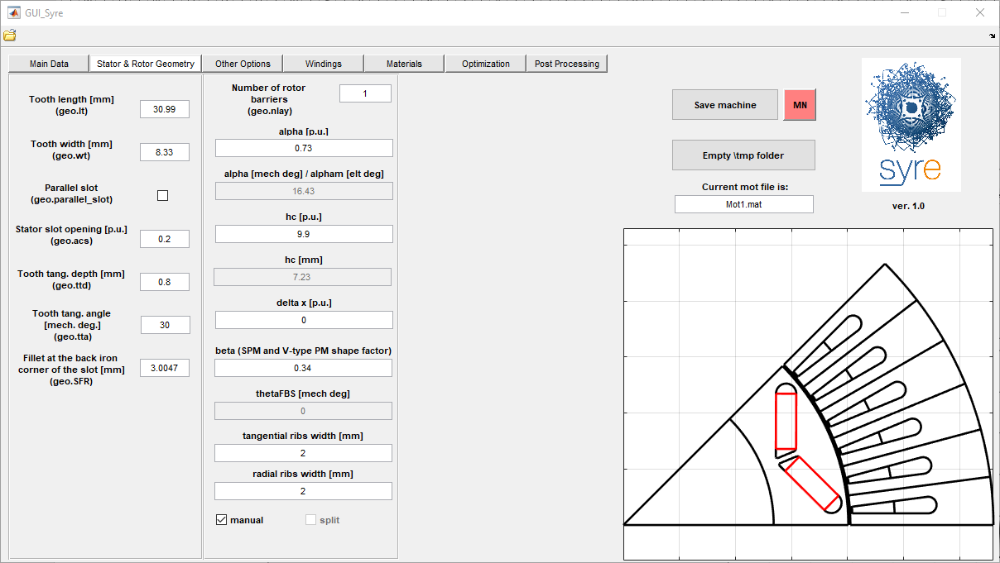 GUI_Syre
Main Data
Stator & Rotor Geometry
Other Options
Windings
Materials
Optimization
Post Processing
Tooth length [mm]
(geo.lt)
30.99
Tooth width [mm]
(geo.wt)
8.33
Parallel slot
(geo.parallel_slot)
Stator slot opening [p.u.]
(geo.acs)
0.2
Tooth tang. depth [mm]
(geo.ttd)
0.8
Tooth tang. angle
[mech. deg.]
(geo.tta)
30
Fillet at the back iron
corner of the slot [mm]
(geo.SFR)
3.0047
Number of rotor
barriers
(geo.nlay)
1
alpha [p.u.]
0.73
alpha [mech deg] / alpham [elt deg]
16.43
hc [p.u.]
9.9
hc [mm]
7.23
delta x [p.u.]
0
beta (SPM and V-type PM shape factor)
0.34
thetaFBS [mech deg]
0
tangential ribs width [mm]
2
radial ribs width [mm]
2
manual
split
Save machine
MN
Empty \tmp folder
Current mot file is:
Mot1.mat
syre
ver. 1.0